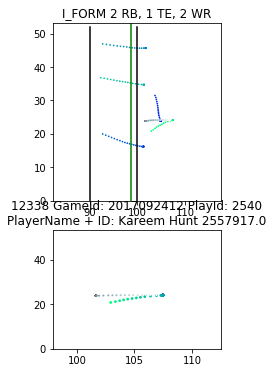 I_FORM 2 RB, 1 TE, 2 WR
50
40
30
20
10
0
90 100 110
12338 GameId: 2017092412 PlayId: 2540
PlayerName + ID: Kareem Hunt 2557917.0
40
20
0
100 105 110